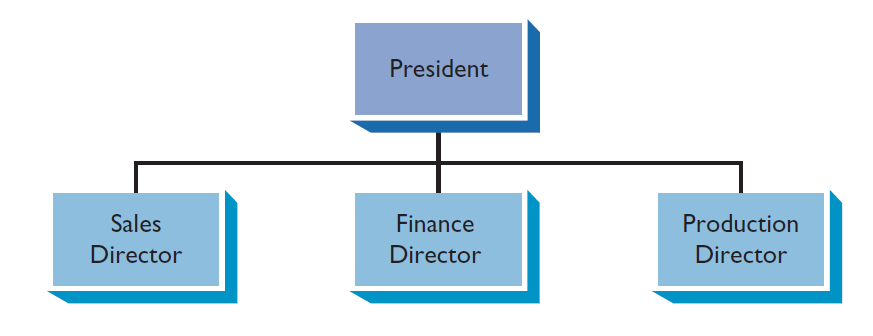 President
Sales
Director
Finance
Director
Production
Director